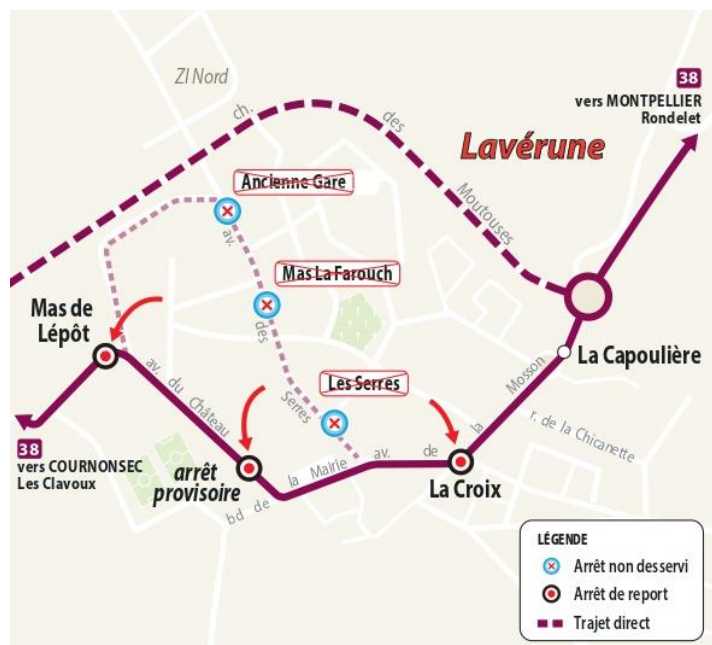 ZI Nord
38
vers MONTPELLIER
Rondelet
ch.
des
Moutouses
Lavérune
Ancienne Gare
av.
Mas La Farouch
des
Mas de
Lépôt
La Capoulière
Les Serres
Serres
av. du Château
Mosson
la
de
av.
r. de la Chicanette
38
vers COURNONSEC
Les Clavoux
arrêt
provisoire
bd de la Mairie
La Croix
LÉGENDE
Arrêt non desservi
Arrêt de report
Trajet direct